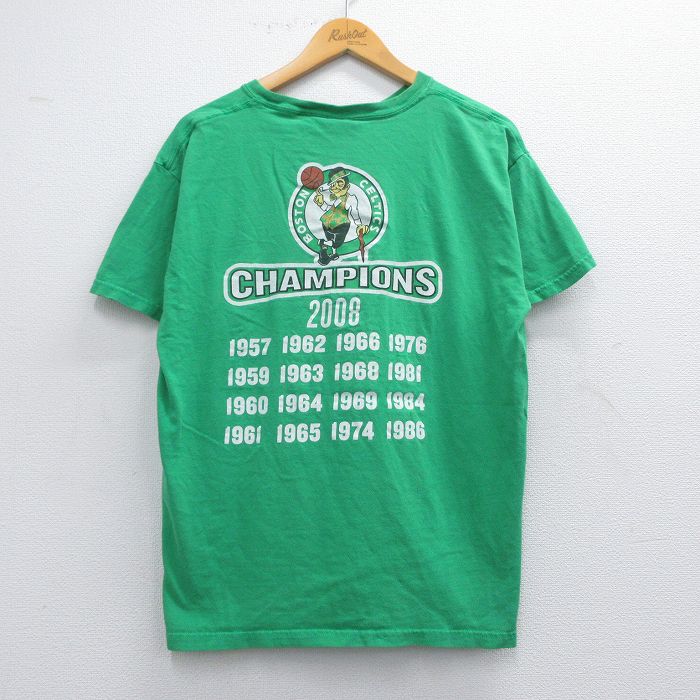 RushOut
BOSTON CELTICS
CHAMPIONS
2008
1957 1962 1966 1976
1959 1963 1968 1981
1960 1964 1969 1984
1961 1965 1974 1986